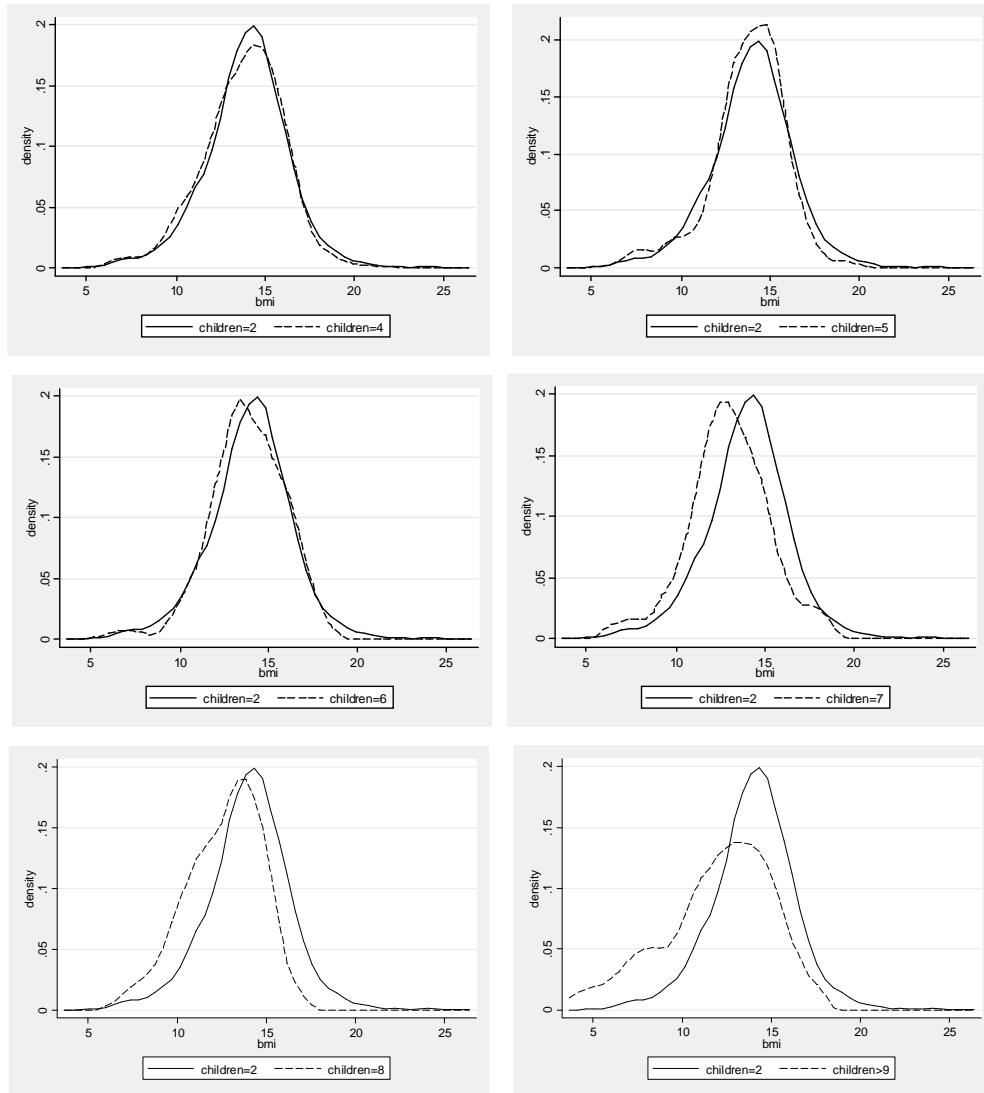 density
0 .05 .1 .15 .2
5 10 15 20 25
bmi
children=2 children=4
density
0 .05 .1 .15 .2
5 10 15 20 25
bmi
children=2 children=5
density
0 .05 .1 .15 .2
5 10 15 20 25
bmi
children=2 children=6
density
0 .05 .1 .15 .2
5 10 15 20 25
bmi
children=2 children=7
density
0 .05 .1 .15 .2
5 10 15 20 25
bmi
children=2 children=8
density
0 .05 .1 .15 .2
5 10 15 20 25
bmi
children=2 children>9